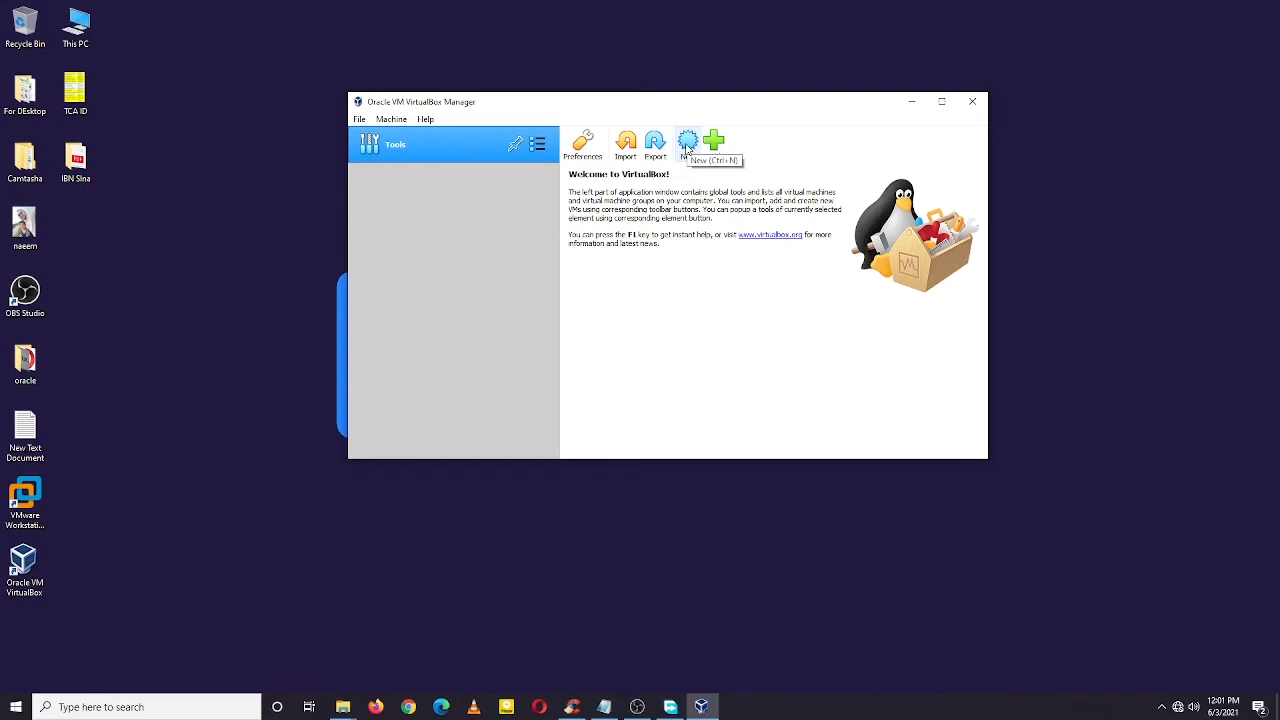 Recycle Bin
This PC
For DEsktop
TCA ID
naeem
OBS Studio
oracle
New Text
Document
VMware
Workstati...
Oracle VM
VirtualBox
Oracle VM VirtualBox Manager
File Machine Help
Tools
Preferences Import Export
New (Ctrl+N)
Welcome to VirtualBox!
The left part of application window contains global tools and lists all virtual machines
and virtual machine groups on your computer. You can import, add and create new
VMs using corresponding toolbar buttons. You can popup a tools of currently selected
element using corresponding element button.
You can press the F1 key to get instant help, or visit www.virtualbox.org for more
information and latest news.
Type here to search
12:01 PM
6/3/2021